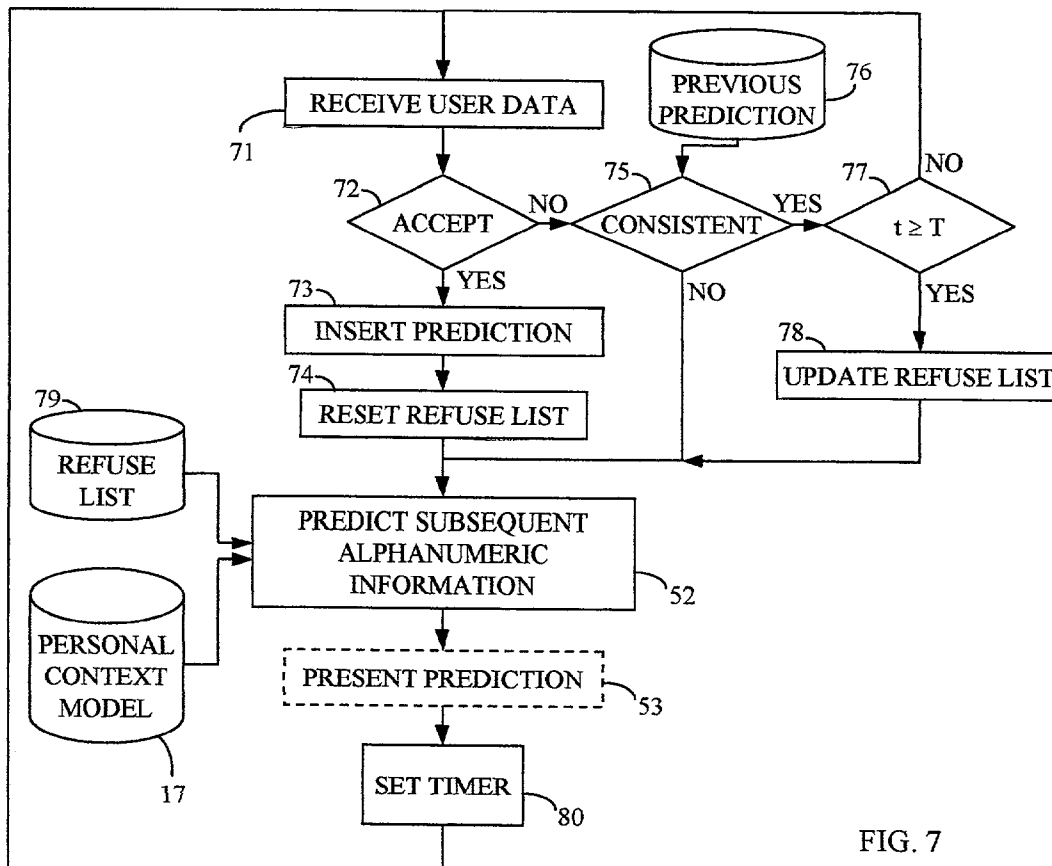 RECEIVE USER DATA
71
PREVIOUS
PREDICTION
76
72
ACCEPT
NO
75
CONSISTENT
YES
77
t ≥ T
NO
YES
NO
YES
73
INSERT PREDICTION
74
RESET REFUSE LIST
78
UPDATE REFUSE LIST
79
REFUSE
LIST
PREDICT SUBSEQUENT
ALPHANUMERIC
INFORMATION
52
PERSONAL
CONTEXT
MODEL
17
PRESENT PREDICTION
53
SET TIMER
80
FIG. 7